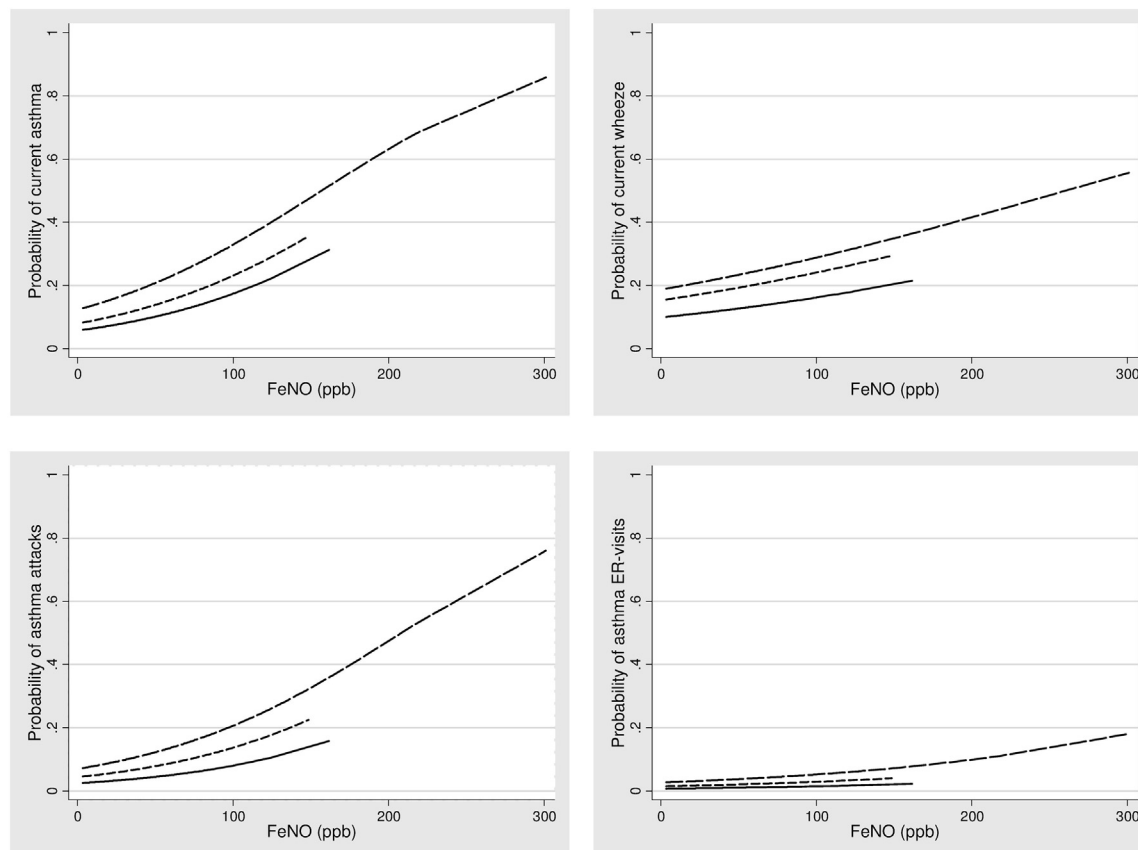 Probability of current asthma
1
.8
.6
.4
.2
0
0 100 200 300
FeNO (ppb)
Probability of current wheeze
1
.8
.6
.4
.2
0
0 100 200 300
FeNO (ppb)
Probability of asthma attacks
1
.8
.6
.4
.2
0
0 100 200 300
FeNO (ppb)
Probability of asthma ER-visits
1
.8
.6
.4
.2
0
0 100 200 300
FeNO (ppb)